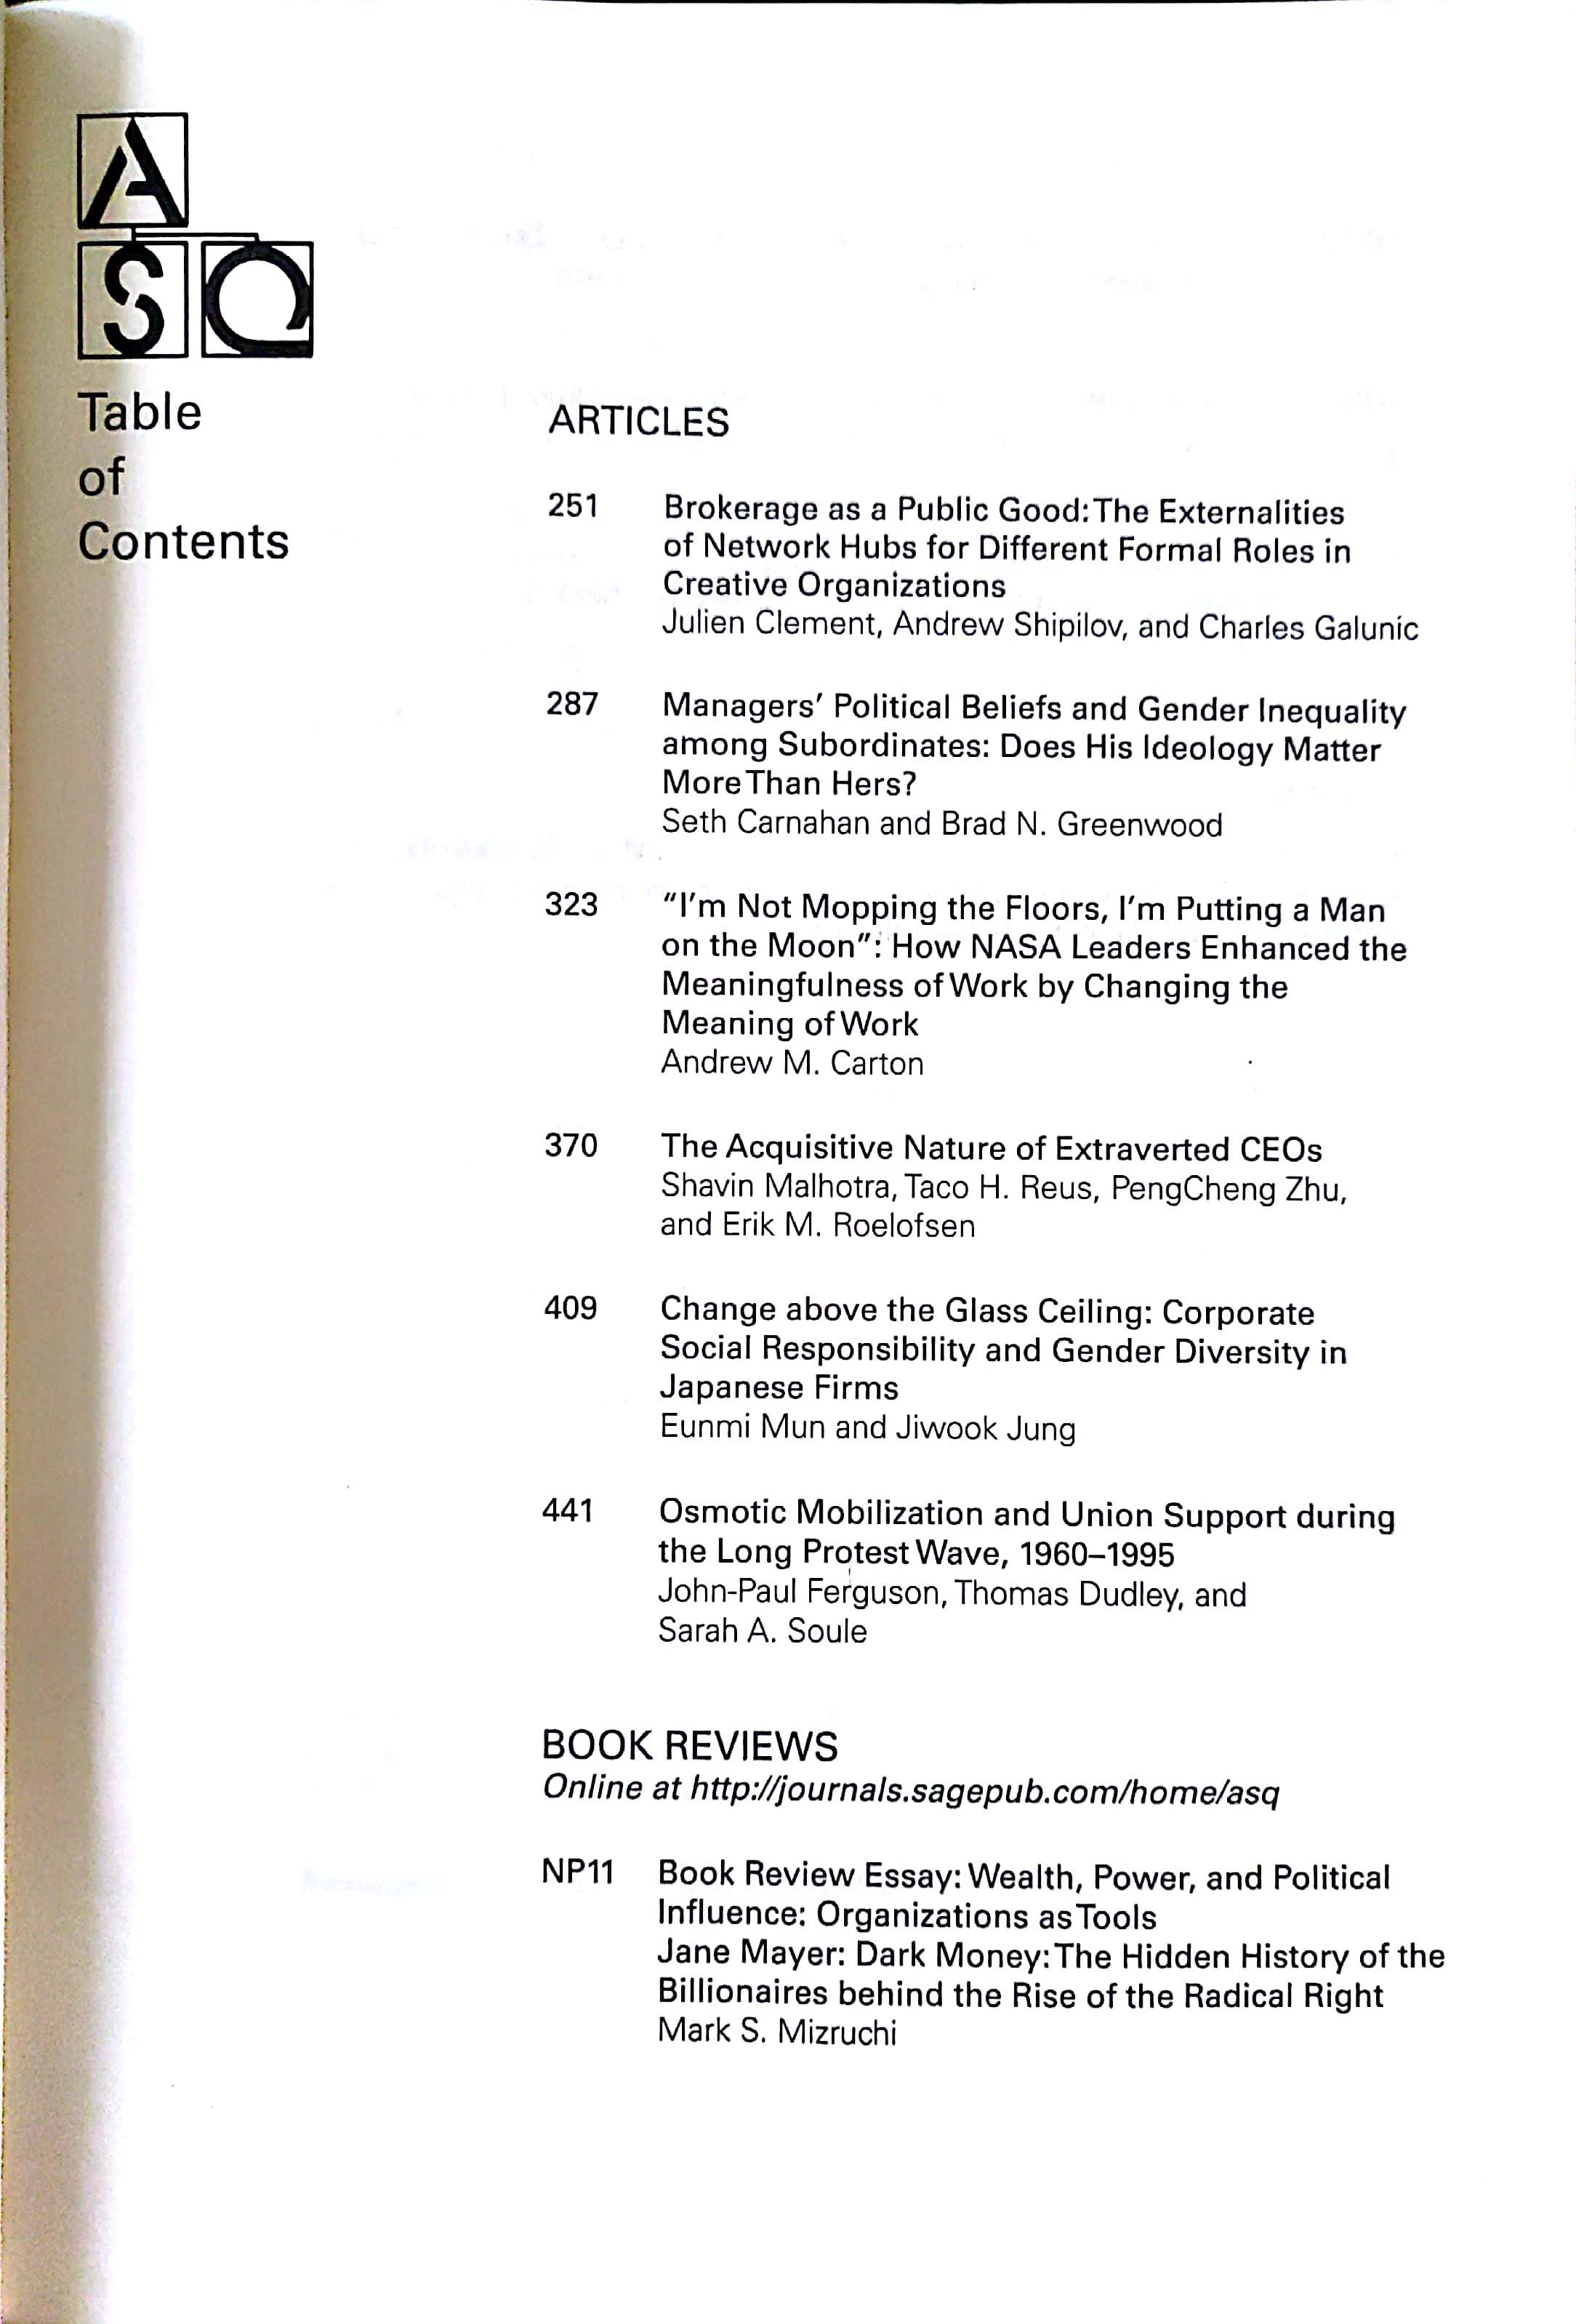 A
SQ
Table
of
Contents
ARTICLES
251 Brokerage as a Public Good: The Externalities
of Network Hubs for Different Formal Roles in
Creative Organizations
Julien Clement, Andrew Shipilov, and Charles Galunic
287 Managers' Political Beliefs and Gender Inequality
among Subordinates: Does His Ideology Matter
More Than Hers?
Seth Carnahan and Brad N. Greenwood
323 "I'm Not Mopping the Floors, I'm Putting a Man
on the Moon": How NASA Leaders Enhanced the
Meaningfulness of Work by Changing the
Meaning of Work
Andrew M. Carton
370 The Acquisitive Nature of Extraverted CEOs
Shavin Malhotra, Taco H. Reus, PengCheng Zhu,
and Erik M. Roelofsen
409 Change above the Glass Ceiling: Corporate
Social Responsibility and Gender Diversity in
Japanese Firms
Eunmi Mun and Jiwook Jung
441 Osmotic Mobilization and Union Support during
the Long Protest Wave, 1960–1995
John-Paul Ferguson, Thomas Dudley, and
Sarah A. Soule
BOOK REVIEWS
Online at http://journals.sagepub.com/home/asq
NP11 Book Review Essay: Wealth, Power, and Political
Influence: Organizations as Tools
Jane Mayer: Dark Money: The Hidden History of the
Billionaires behind the Rise of the Radical Right
Mark S. Mizruchi